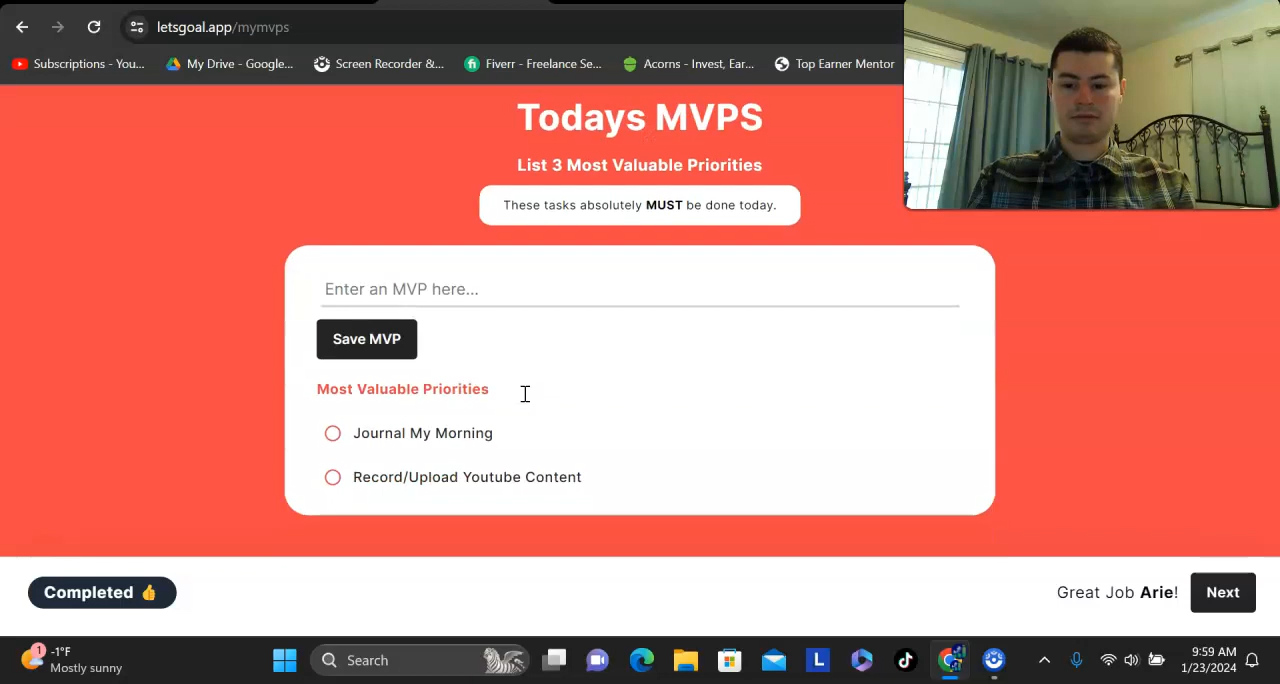 letsgoal.app/mymvps
Subscriptions - You...
My Drive - Google...
Screen Recorder &...
Fiverr - Freelance Se...
Acorns - Invest, Ear...
Top Earner Mentor
Todays MVPS
List 3 Most Valuable Priorities
These tasks absolutely MUST be done today.
Enter an MVP here...
Save MVP
Most Valuable Priorities
Journal My Morning
Record/Upload Youtube Content
Completed 👍
Great Job Arie!
Next
1
-1°F
Mostly sunny
Search
L
9:59 AM
1/23/2024